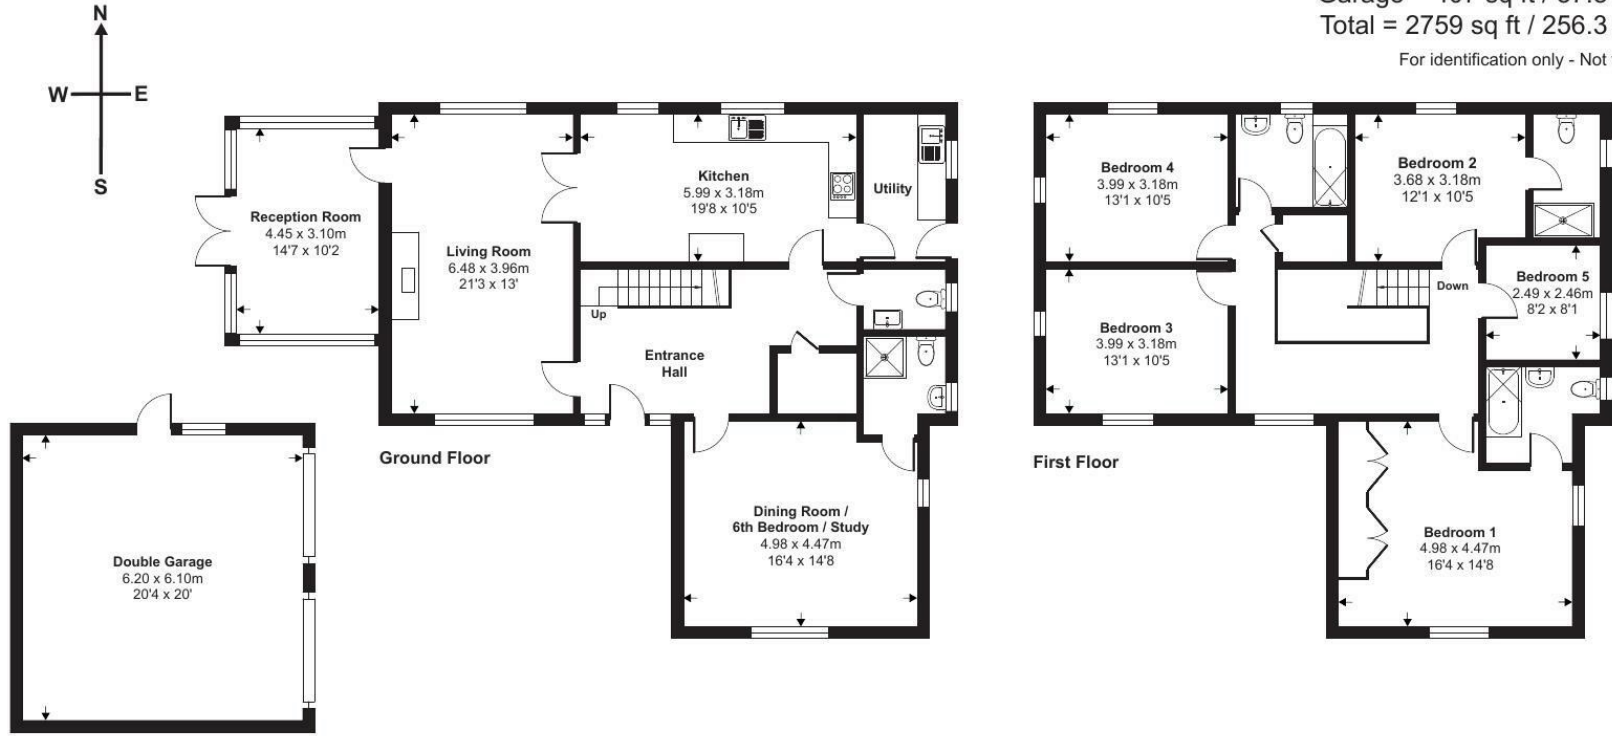 N
W E
S
Total = 2759 sq ft / 256.3
For identification only - Not
Reception Room
4.45 x 3.10m
14'7 x 10'2
Living Room
6.48 x 3.96m
21'3 x 13'
Kitchen
5.99 x 3.18m
19'8 x 10'5
Utility
Up
Entrance
Hall
Ground Floor
Dining Room /
6th Bedroom / Study
4.98 x 4.47m
16'4 x 14'8
Double Garage
6.20 x 6.10m
20'4 x 20'
Bedroom 4
3.99 x 3.18m
13'1 x 10'5
Bedroom 2
3.68 x 3.18m
12'1 x 10'5
Bedroom 3
3.99 x 3.18m
13'1 x 10'5
Down
Bedroom 5
2.49 x 2.46m
8'2 x 8'1
First Floor
Bedroom 1
4.98 x 4.47m
16'4 x 14'8